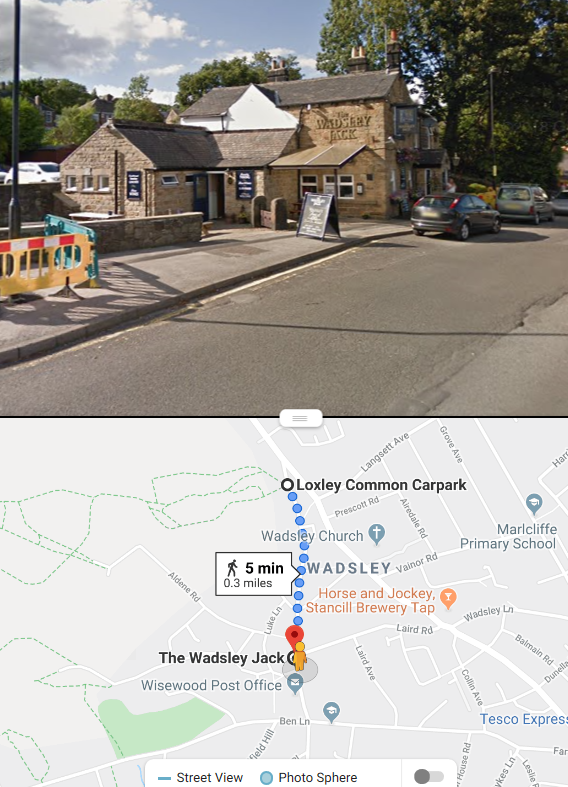 THE
WADSLEY
JACK
Langsett Ave
Grove Ave
Loxley Common Carpark
Prescott Rd
Airedale Rd
Wadsley Church
Marlcliffe
Primary School
5 min
0.3 miles
WADSLEY
Vainor Rd
Aldene Rd
Horse and Jockey,
Stancill Brewery Tap
Luke Ln
Wadsley Ln
Laird Rd
Balmain Rd
The Wadsley Jack
Laird Ave
Wisewood Post Office
Collin Ave
Ben Ln
Tesco Express
field Hill
House Rd
ykes Ln
Leslie R
Far
Street View
Photo Sphere